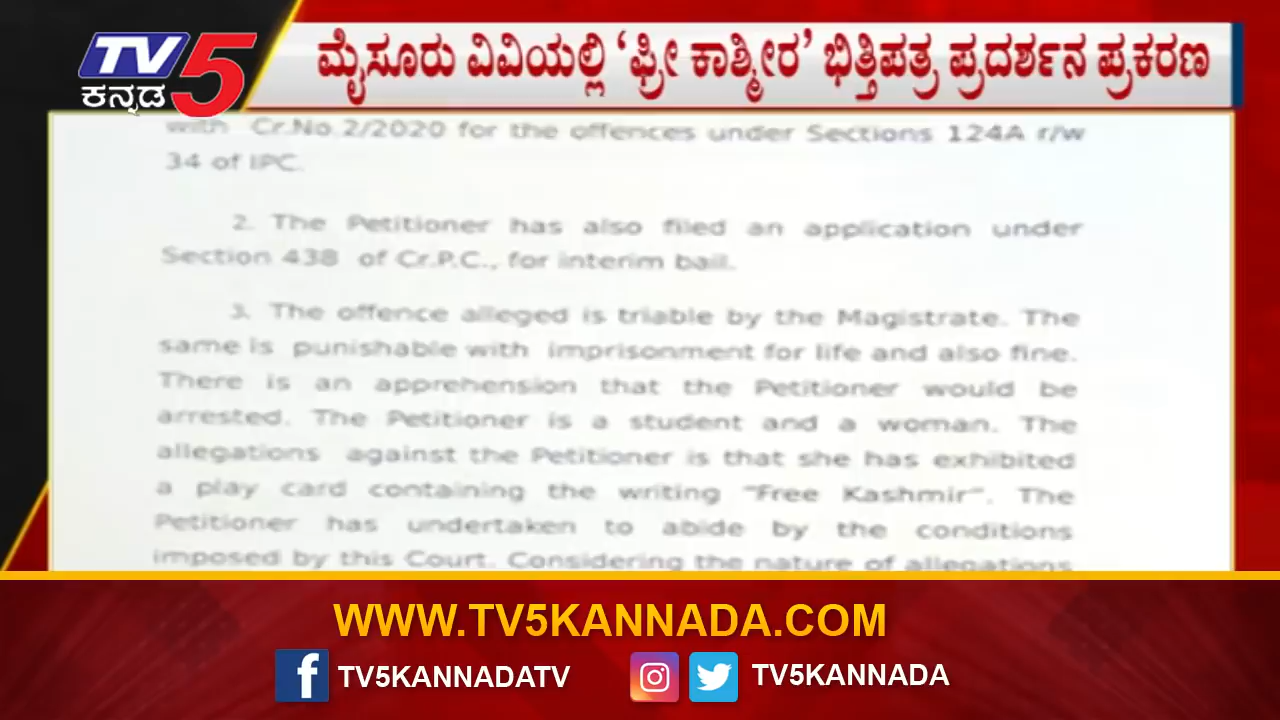 TV5
ಕನ್ನಡ
ಮೈಸೂರು ವಿವಿಯಲ್ಲಿ ‘ಫ್ರೀ ಕಾಶ್ಮೀರ’ ಭಿತ್ತಿಪತ್ರ ಪ್ರದರ್ಶನ ಪ್ರಕರಣ
with Cr.No.2/2020 for the offences under Sections 124A r/w
34 of IPC.
2. The Petitioner has also filed an application under
Section 438 of Cr.P.C., for interim bail.
3. The offence alleged is triable by the Magistrate. The
same is punishable with imprisonment for life and also fine.
There is an apprehension that the Petitioner would be
arrested. The Petitioner is a student and a woman. The
allegations against the Petitioner is that she has exhibited
a play card containing the writing "Free Kashmir". The
Petitioner has undertaken to abide by the conditions
imposed by this Court. Considering the nature of allegations
WWW.TV5KANNADA.COM
TV5KANNADATV
TV5KANNADA